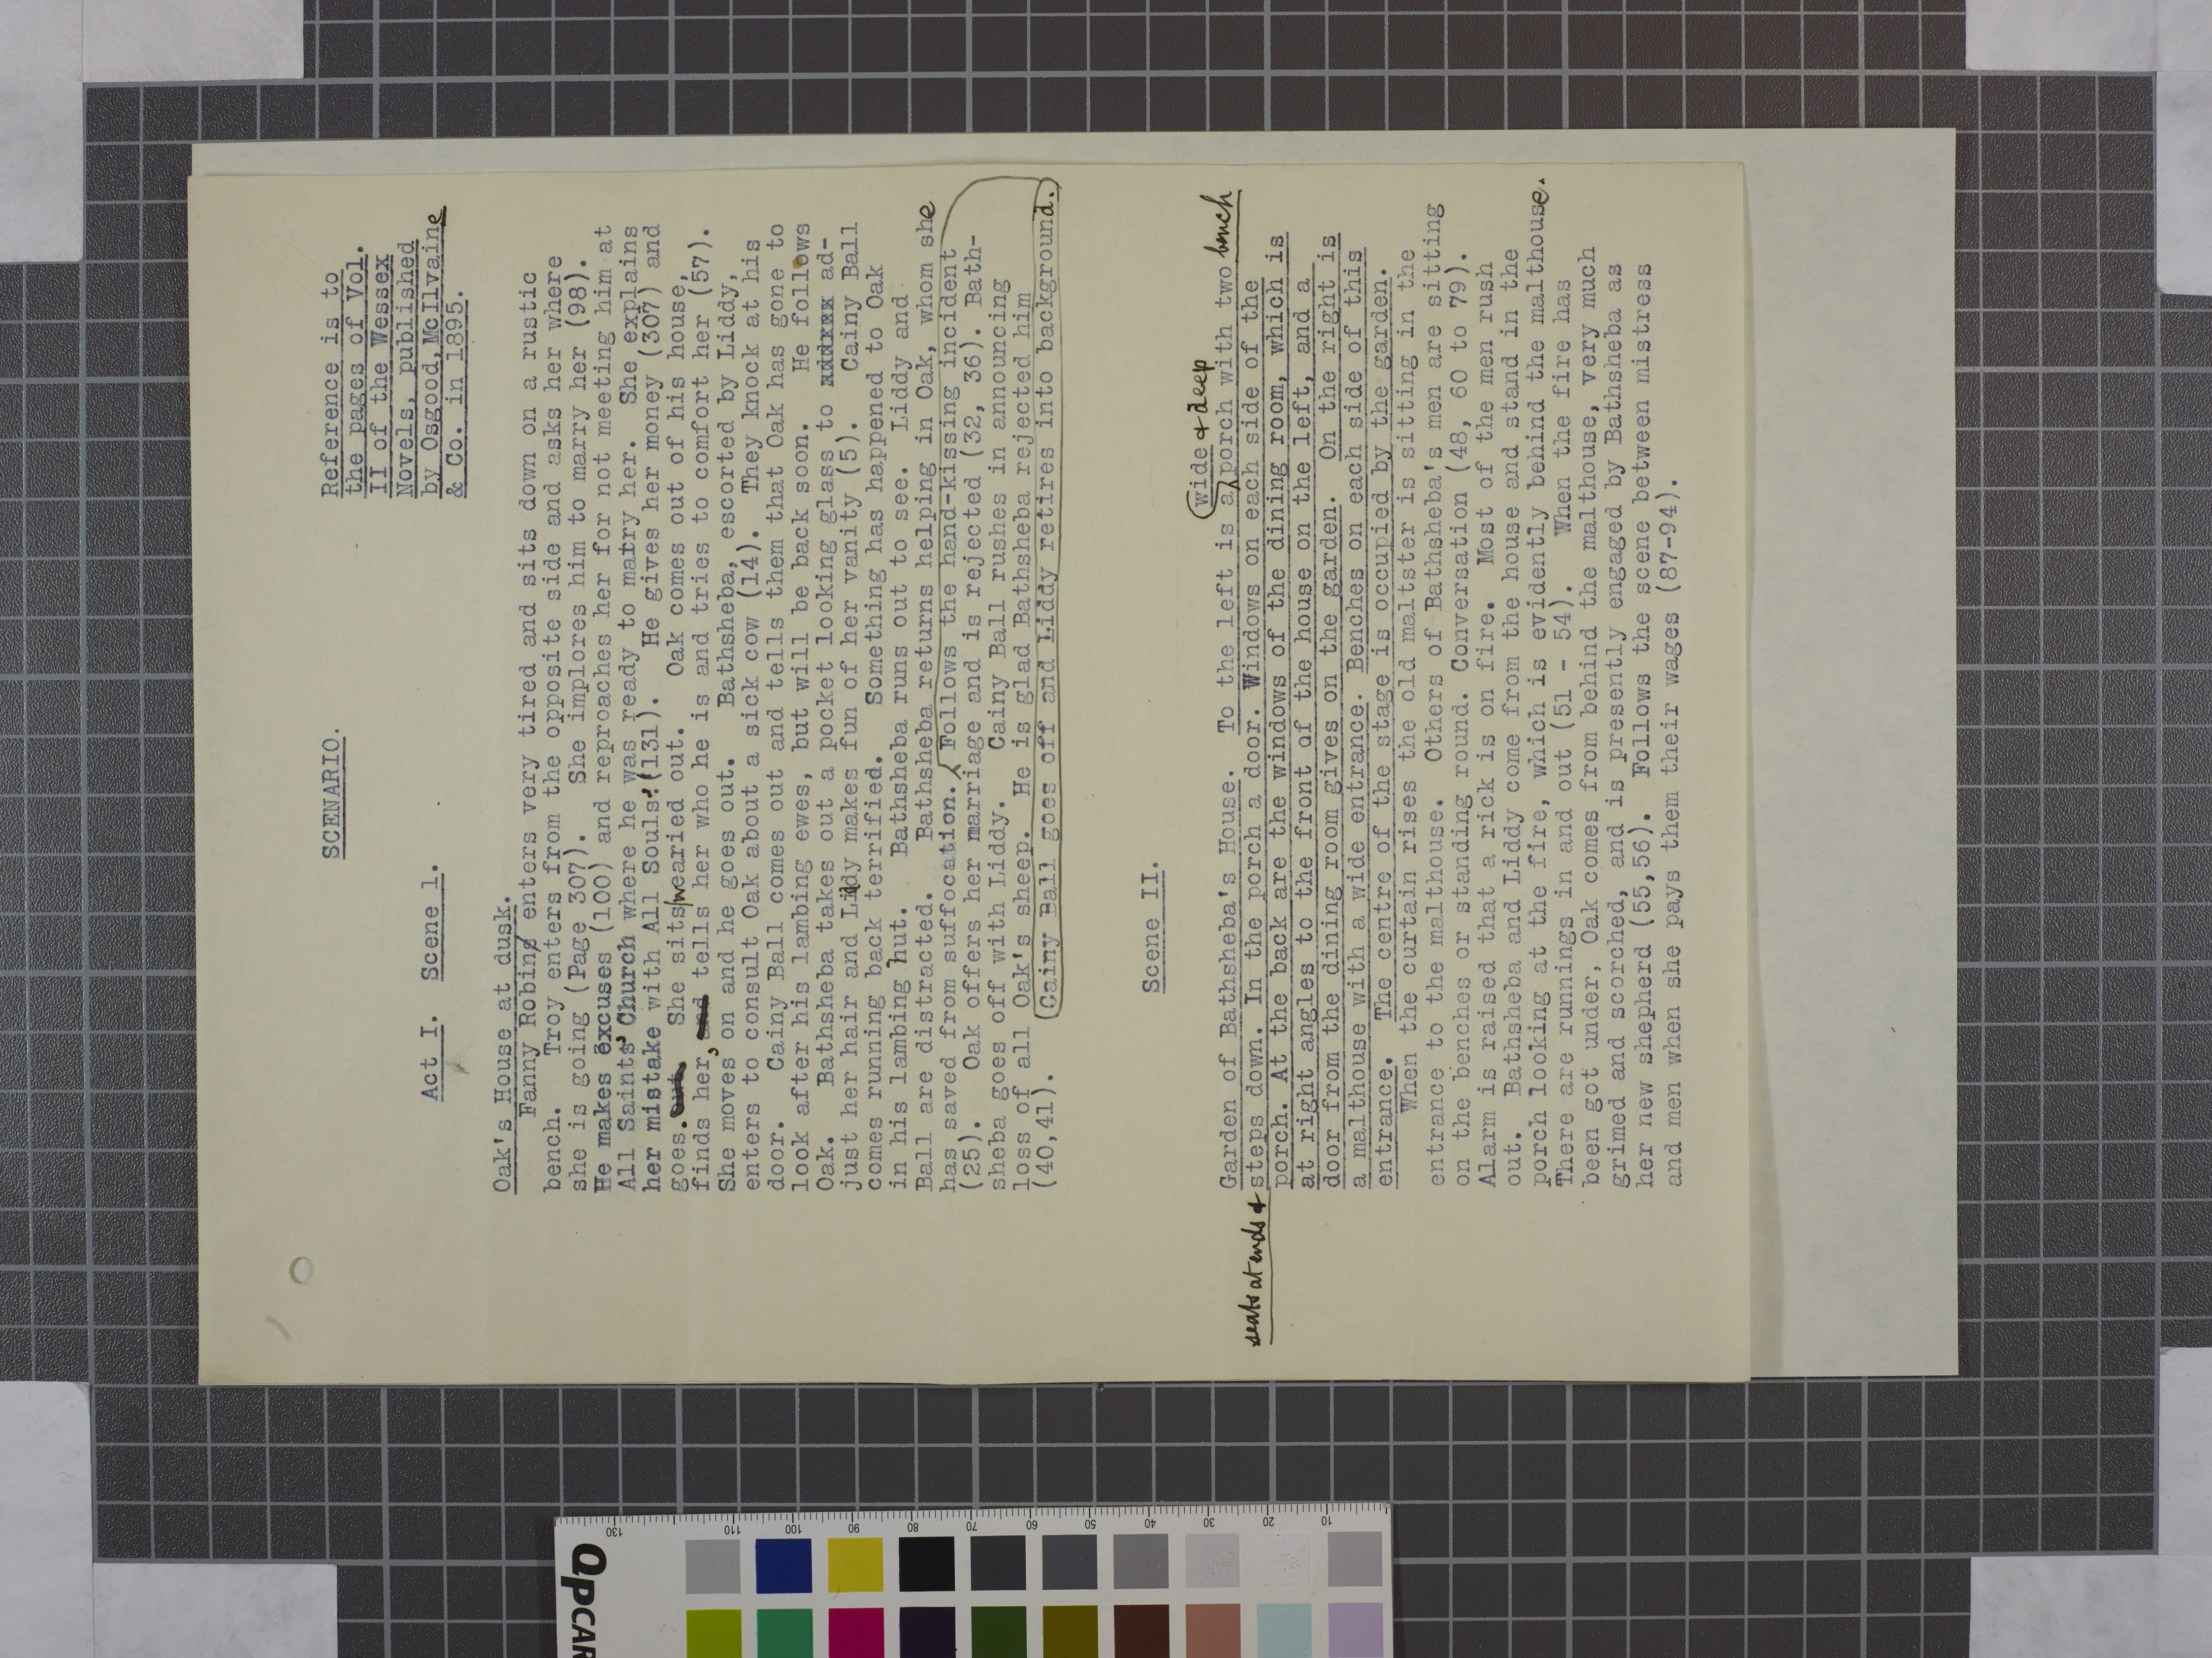 SCENARIO.
Reference is to
the pages of Vol.
II of the Wessex
Novels, published
by Osgood, McIlvaine
& Co. in 1895.
Act I. Scene 1.
Oak's House at dusk.
Fanny Robin enters very tired and sits down on a rustic
bench. Troy enters from the opposite side and asks her where
she is going (Page 307). She implores him to marry her (98).
He makes excuses (100) and reproaches her for not meeting him at
All Saints' Church where he was ready to marry her. She explains
her mistake with All Souls' (131). He gives her money (307) and
goes. out. She sits wearied out. Oak comes out of his house,
finds her, and tells her who he is and tries to comfort her (57).
She moves on and he goes out. Bathsheba, escorted by Liddy,
enters to consult Oak about a sick cow (14). They knock at his
door. Cainy Ball comes out and tells them that Oak has gone to
look after his lambing ewes, but will be back soon. He follows
Oak. Bathsheba takes out a pocket looking glass to ad-
just her hair and Liddy makes fun of her vanity (5). Cainy Ball
comes running back terrified. Something has happened to Oak
in his lambing hut. Bathsheba runs out to see. Liddy and
Ball are distracted. Bathsheba returns helping in Oak, whom she
has saved from suffocation. Follows the hand-kissing incident
(25). Oak offers her marriage and is rejected (32, 36). Bath-
sheba goes off with Liddy. Cainy Ball rushes in announcing
loss of all Oak's sheep. He is glad Bathsheba rejected him
(40,41). Cainy Ball goes off and Liddy retires into background.
Scene II.
wide & deep
Garden of Bathsheba's House. To the left is a porch with two bench
seats at ends & steps down. In the porch a door. Windows on each side of the
porch. At the back are the windows of the dining room, which is
at right angles to the front of the house on the left, and a
door from the dining room gives on the garden. On the right is
a malthouse with a wide entrance. Benches on each side of this
entrance. The centre of the stage is occupied by the garden.
When the curtain rises the old maltster is sitting in the
entrance to the malthouse. Others of Bathsheba's men are sitting
on the benches or standing round. Conversation (48, 60 to 79).
Alarm is raised that a rick is on fire. Most of the men rush
out. Bathsheba and Liddy come from the house and stand in the
porch looking at the fire, which is evidently behind the malthouse.
There are runnings in and out (51 - 54). When the fire has
been got under, Oak comes from behind the malthouse, very much
grimed and scorched, and is presently engaged by Bathsheba as
her new shepherd (55,56). Follows the scene between mistress
and men when she pays them their wages (87-94).
QPCAR
130
110
100
90
80
70
60
50
40
30
20
10